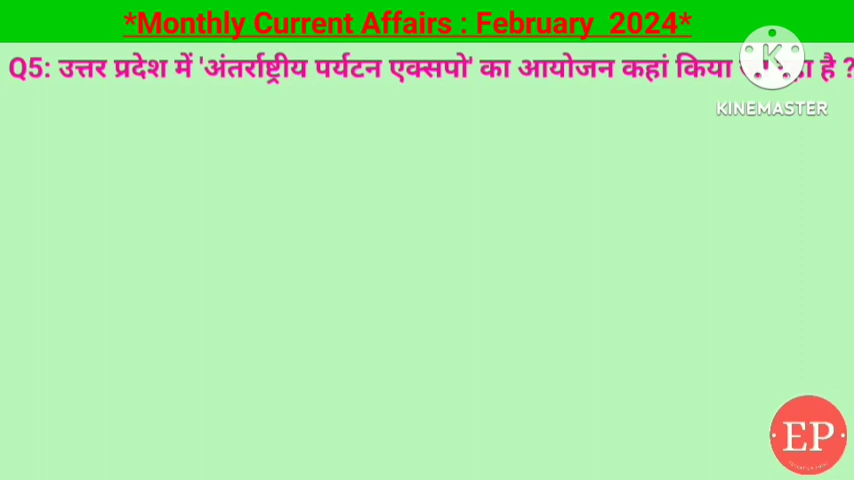 *Monthly Current Affairs : February 2024*
Q5: उत्तर प्रदेश में 'अंतर्राष्ट्रीय पर्यटन एक्सपो' का आयोजन कहां किया है ?
KINEMASTER
EP